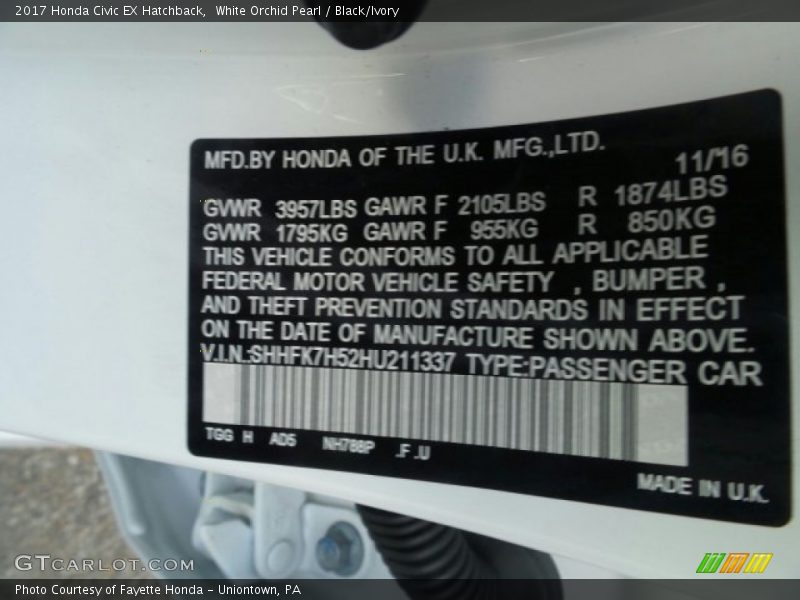 2017 Honda Civic EX Hatchback,  White Orchid Pearl / Black/Ivory
MFD.BY HONDA OF THE U.K. MFG.,LTD.
11/'16
GVWR 3957LBS GAWR F 2105LBS R 1874LBS
GVWR 1795KG GAWR F 955KG R 850KG
THIS VEHICLE CONFORMS TO ALL APPLICABLE
FEDERAL MOTOR VEHICLE SAFETY , BUMPER ,
AND THEFT PREVENTION STANDARDS IN EFFECT
ON THE DATE OF MANUFACTURE SHOWN ABOVE.
V.I.N.:SHHFK7H52HU211337 TYPE:PASSENGER CAR
TGG H AD5 NH788P .F .U
MADE IN U.K.
GTCARLOT.COM
Photo Courtesy of Fayette Honda - Uniontown, PA